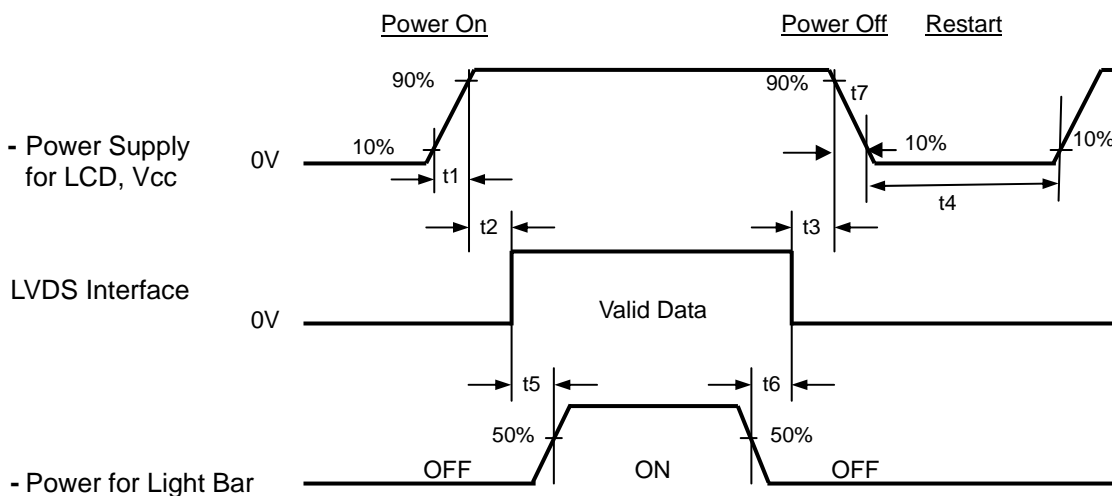 Power On
Power Off Restart
90%
90%
t7
- Power Supply
for LCD, Vcc
0V
10%
10%
10%
t1
t4
t2
t3
LVDS Interface
0V
Valid Data
t5
t6
50%
50%
- Power for Light Bar
OFF
ON
OFF